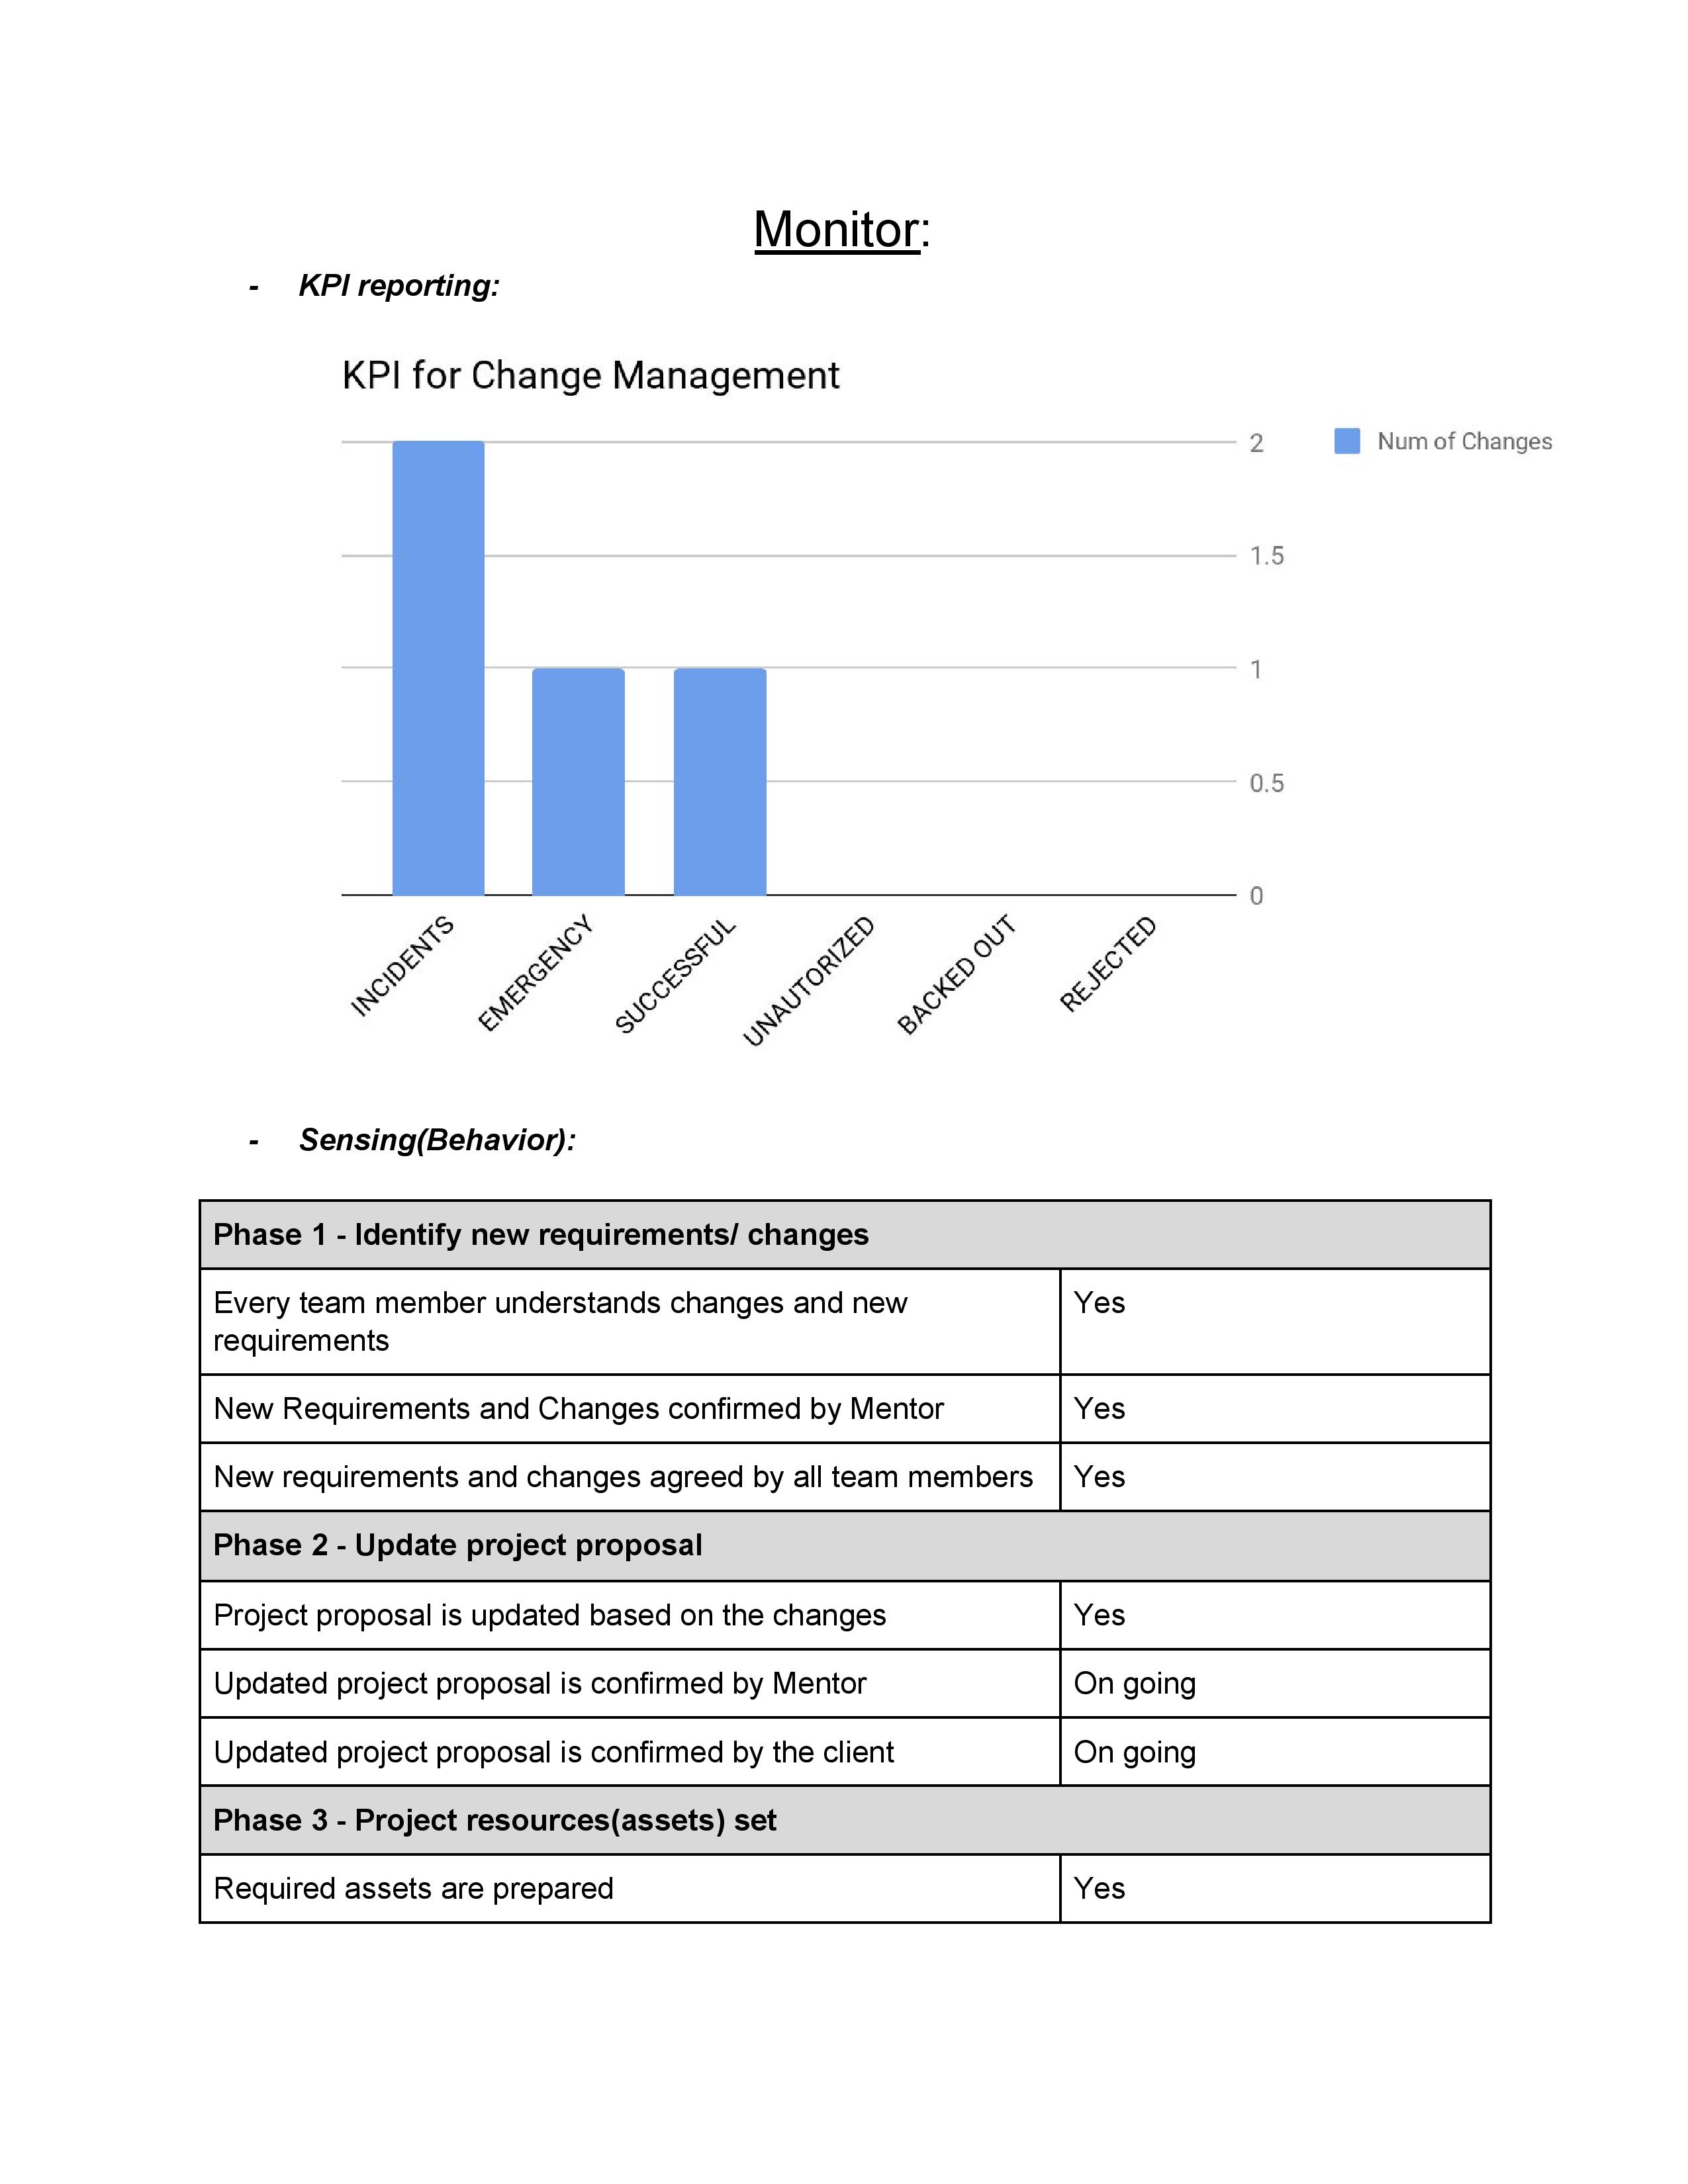 Monitor:
- KPI reporting:
KPI for Change Management
2
Num of Changes
1.5
1
0.5
0
INCIDENTS
EMERGENCY
SUCCESSFUL
UNAUTORIZED
BACKED OUT
REJECTED
- Sensing(Behavior):
Phase 1 - Identify new requirements/ changes
Every team member understands changes and new
requirements
Yes
New Requirements and Changes confirmed by Mentor
Yes
New requirements and changes agreed by all team members
Yes
Phase 2 - Update project proposal
Project proposal is updated based on the changes
Yes
Updated project proposal is confirmed by Mentor
On going
Updated project proposal is confirmed by the client
On going
Phase 3 - Project resources(assets) set
Required assets are prepared
Yes